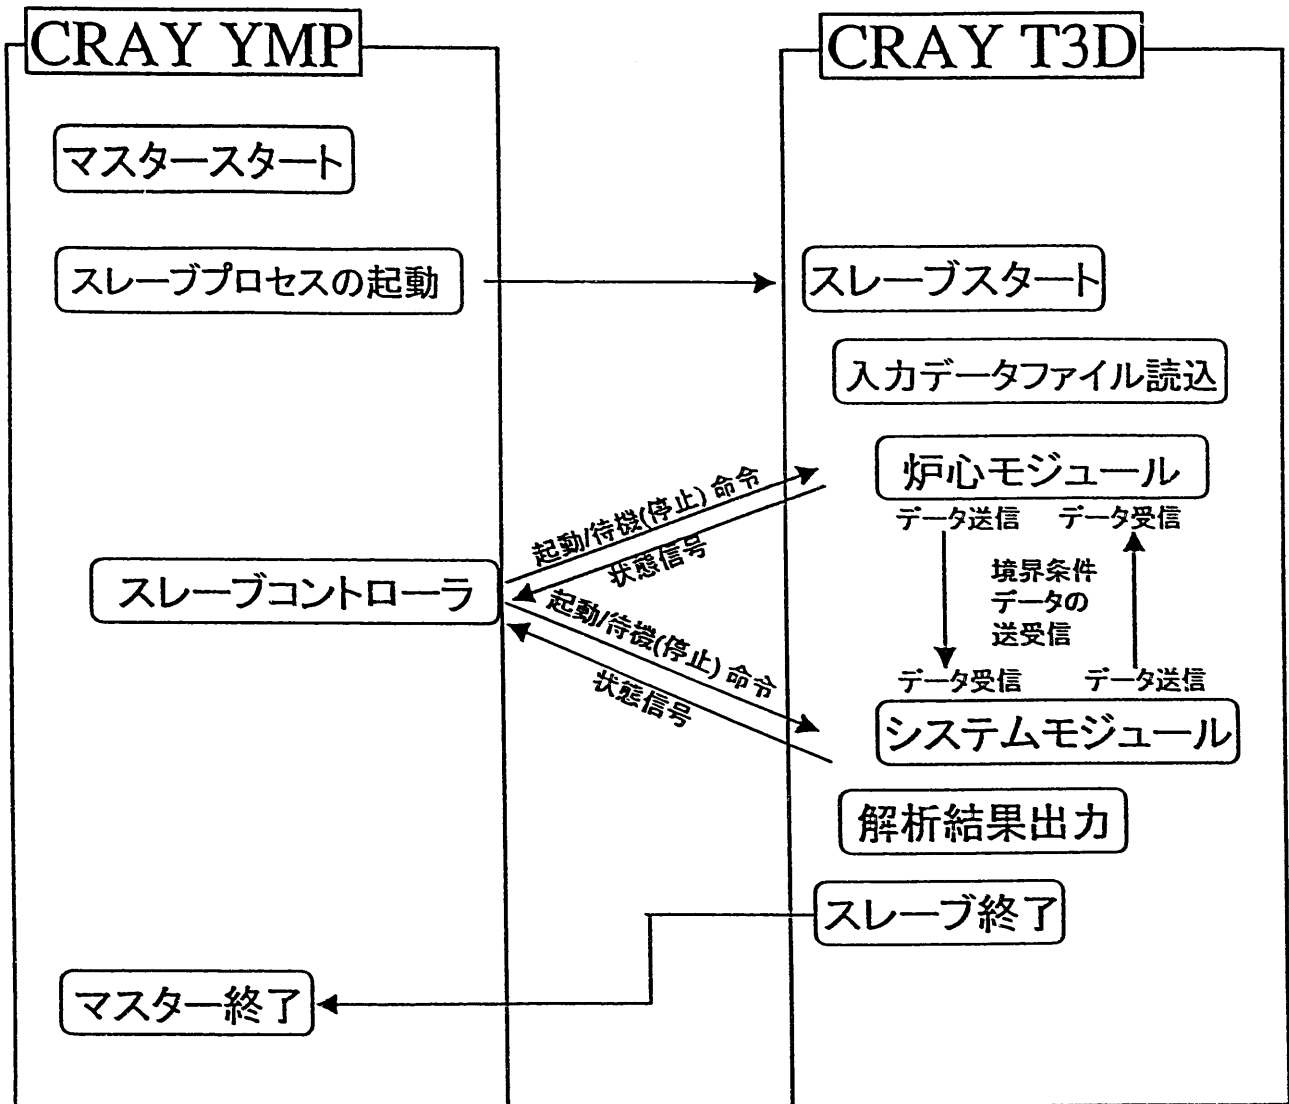 CRAY YMP
CRAY T3D
マスタースタート
スレーブプロセスの起動
スレーブスタート
入力データファイル読込
炉心モジュール
データ送信
データ受信
起動/待機(停止) 命令
状態信号
境界条件
データの
送受信
スレーブコントローラ
起動/待機(停止) 命令
状態信号
データ受信
データ送信
システムモジュール
解析結果出力
スレーブ終了
マスター終了